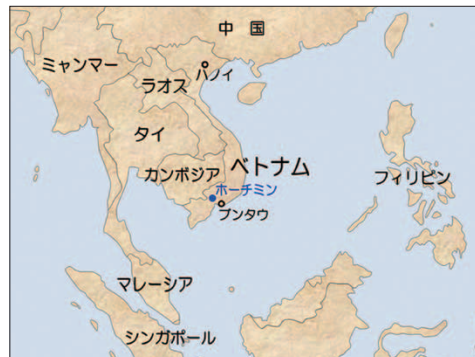 中 国
ミャンマー
ハノイ
ラオス
タイ
カンボジア
ベトナム
フィリピン
ホーチミン
ブンタウ
マレーシア
シンガポール